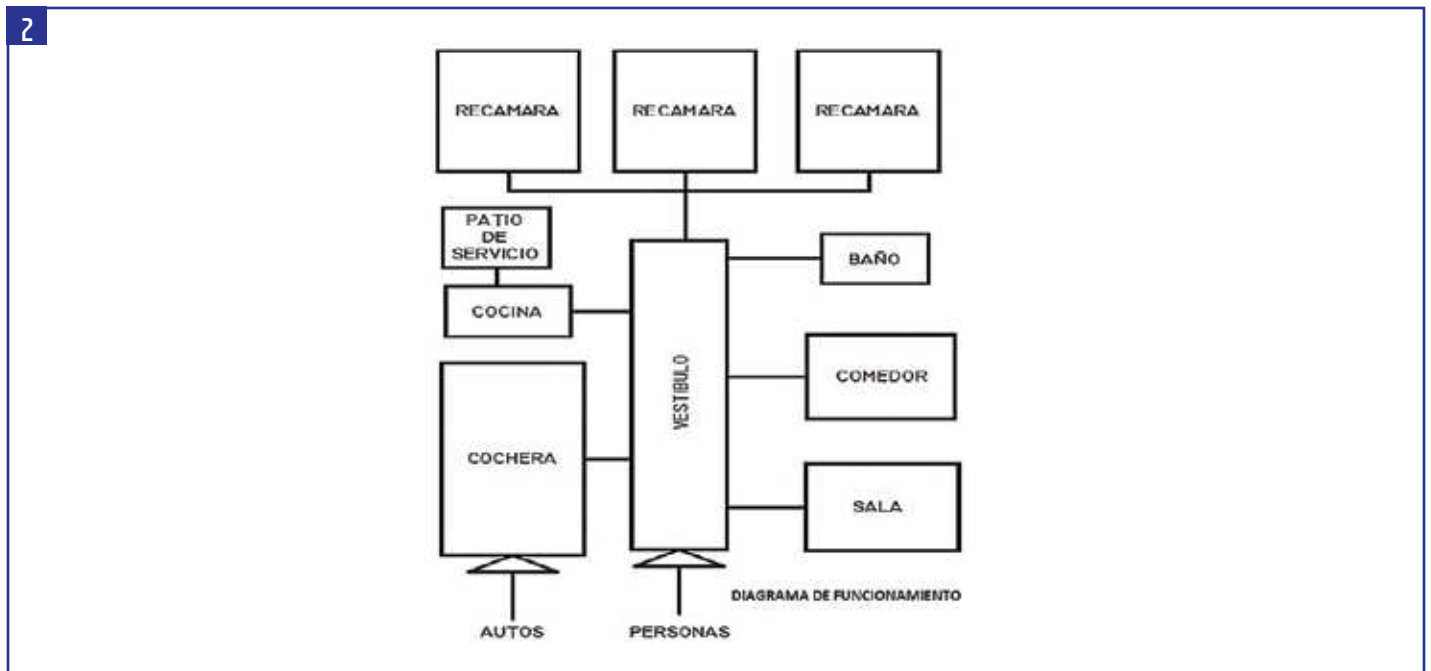 2
RECAMARA
RECAMARA
RECAMARA
PATIO
DE
SERVICIO
BAÑO
COCINA
VESTIBULO
COMEDOR
COCHERA
SALA
DIAGRAMA DE FUNCIONAMIENTO
AUTOS
PERSONAS